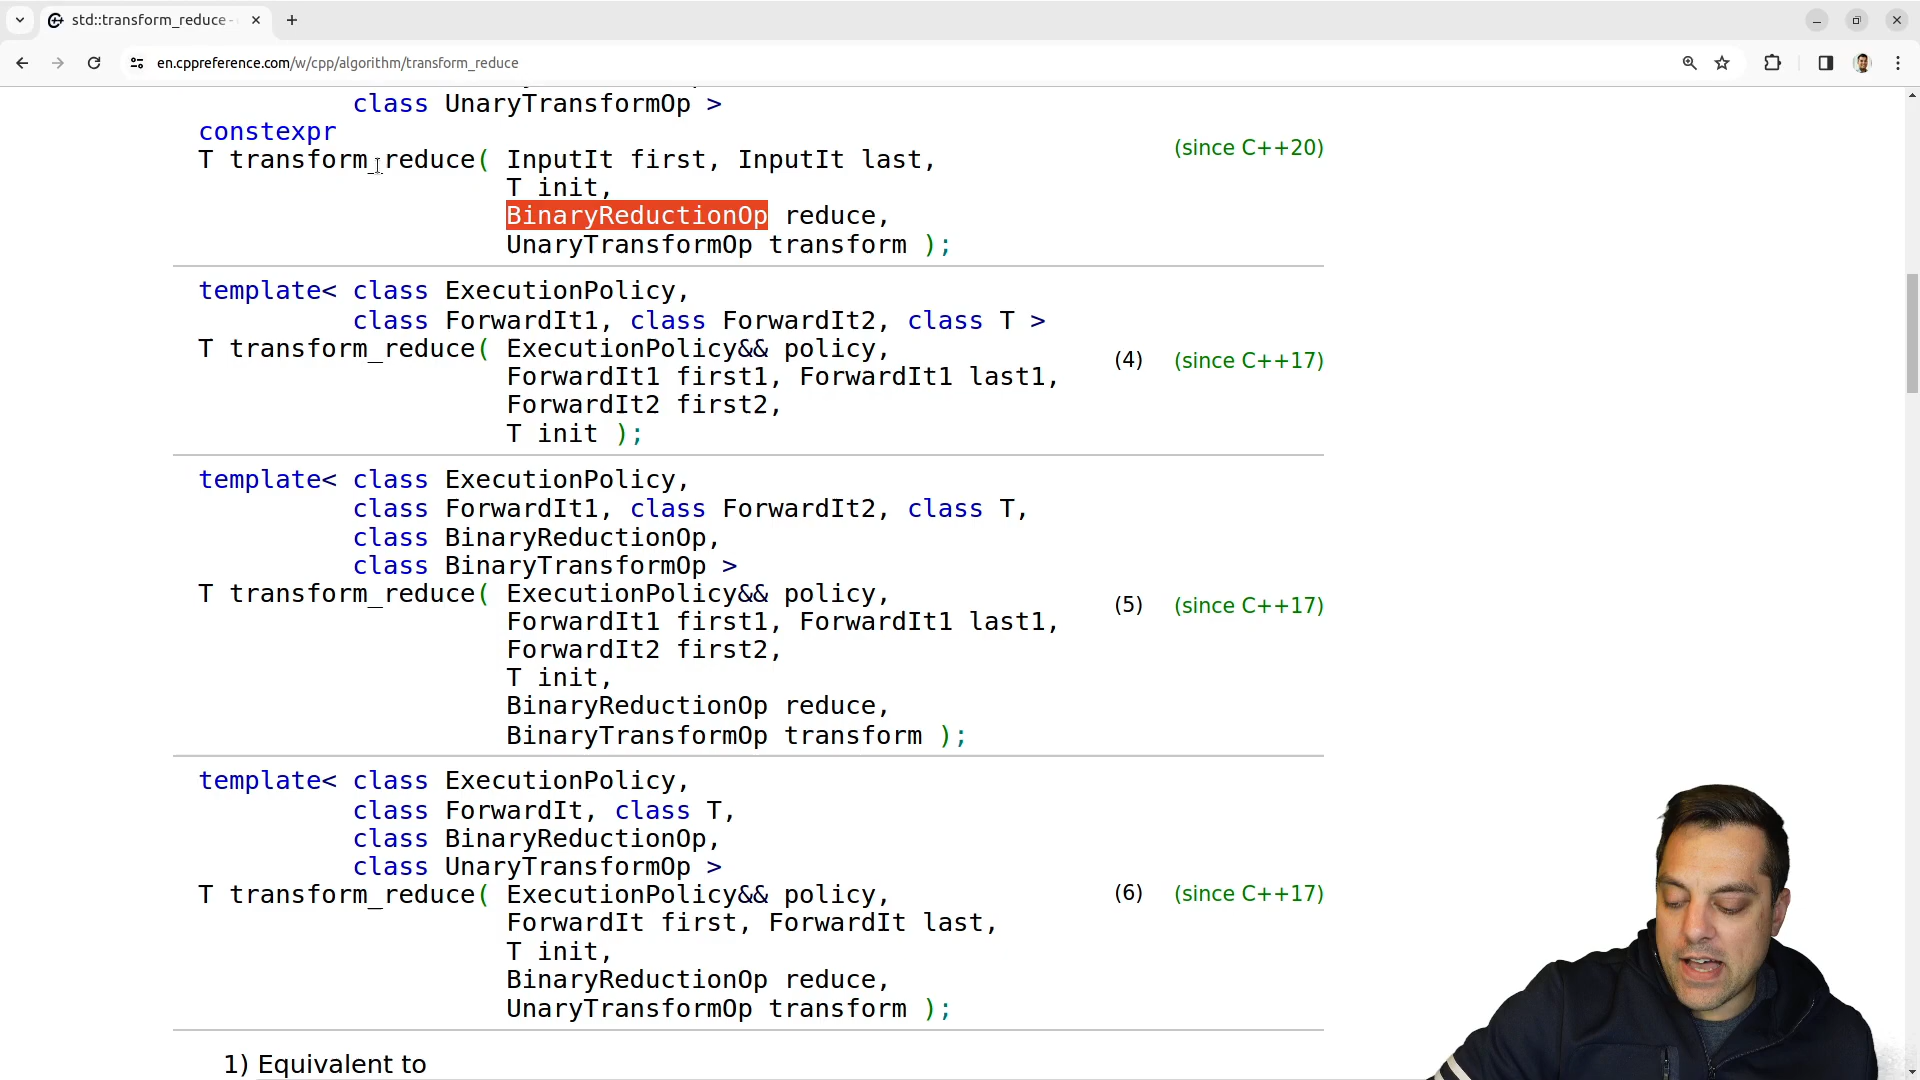 std::transform_reduce -
en.cppreference.com/w/cpp/algorithm/transform_reduce
class UnaryTransformOp >
constexpr
T transform_reduce( InputIt first, InputIt last,
T init,
BinaryReductionOp reduce,
UnaryTransformOp transform );
(since C++20)
template< class ExecutionPolicy,
class ForwardIt1, class ForwardIt2, class T >
T transform_reduce( ExecutionPolicy&& policy,
ForwardIt1 first1, ForwardIt1 last1,
ForwardIt2 first2,
T init );
(4) (since C++17)
template< class ExecutionPolicy,
class ForwardIt1, class ForwardIt2, class T,
class BinaryReductionOp,
class BinaryTransformOp >
T transform_reduce( ExecutionPolicy&& policy,
ForwardIt1 first1, ForwardIt1 last1,
ForwardIt2 first2,
T init,
BinaryReductionOp reduce,
BinaryTransformOp transform );
(5) (since C++17)
template< class ExecutionPolicy,
class ForwardIt, class T,
class BinaryReductionOp,
class UnaryTransformOp >
T transform_reduce( ExecutionPolicy&& policy,
ForwardIt first, ForwardIt last,
T init,
BinaryReductionOp reduce,
UnaryTransformOp transform );
(6) (since C++17)
1) Equivalent to